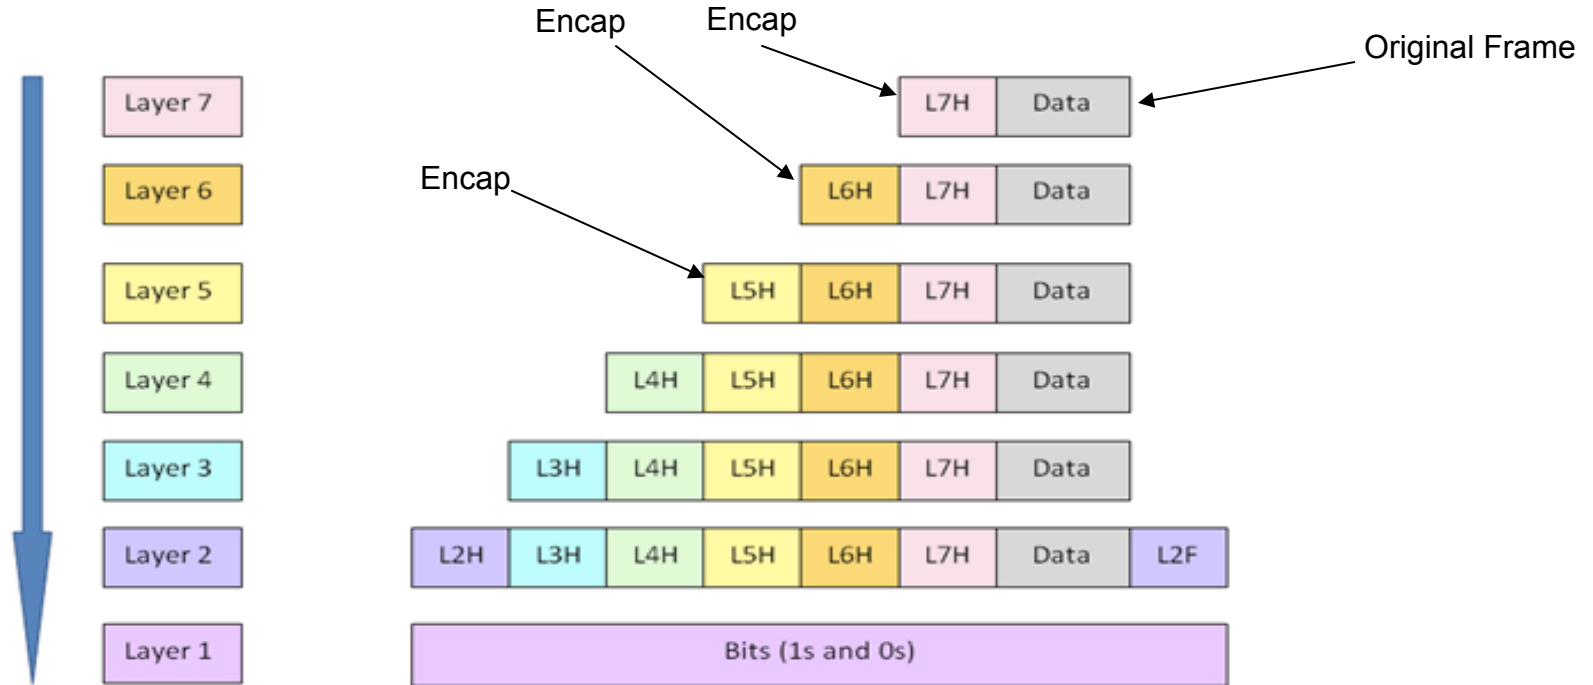 Encap Encap
Original Frame
Layer 7 L7H Data
Encap
Layer 6 L6H L7H Data
Layer 5 L5H L6H L7H Data
Layer 4 L4H L5H L6H L7H Data
Layer 3 L3H L4H L5H L6H L7H Data
Layer 2 L2H L3H L4H L5H L6H L7H Data L2F
Layer 1 Bits (1s and 0s)